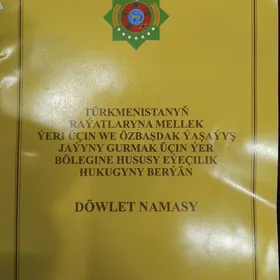 TÜRKMENISTANYŇ
RAÝATLARYNA MELLEK
ÝERI ÜÇIN WE ÖZBAŞDAK ÝAŞAÝYŞ
JAÝYNY GURMAK ÜÇIN ÝER
BÖLEGINE HUSUSY EÝEÇILIK
HUKUGYNY BERÝÄN
DÖWLET NAMASY